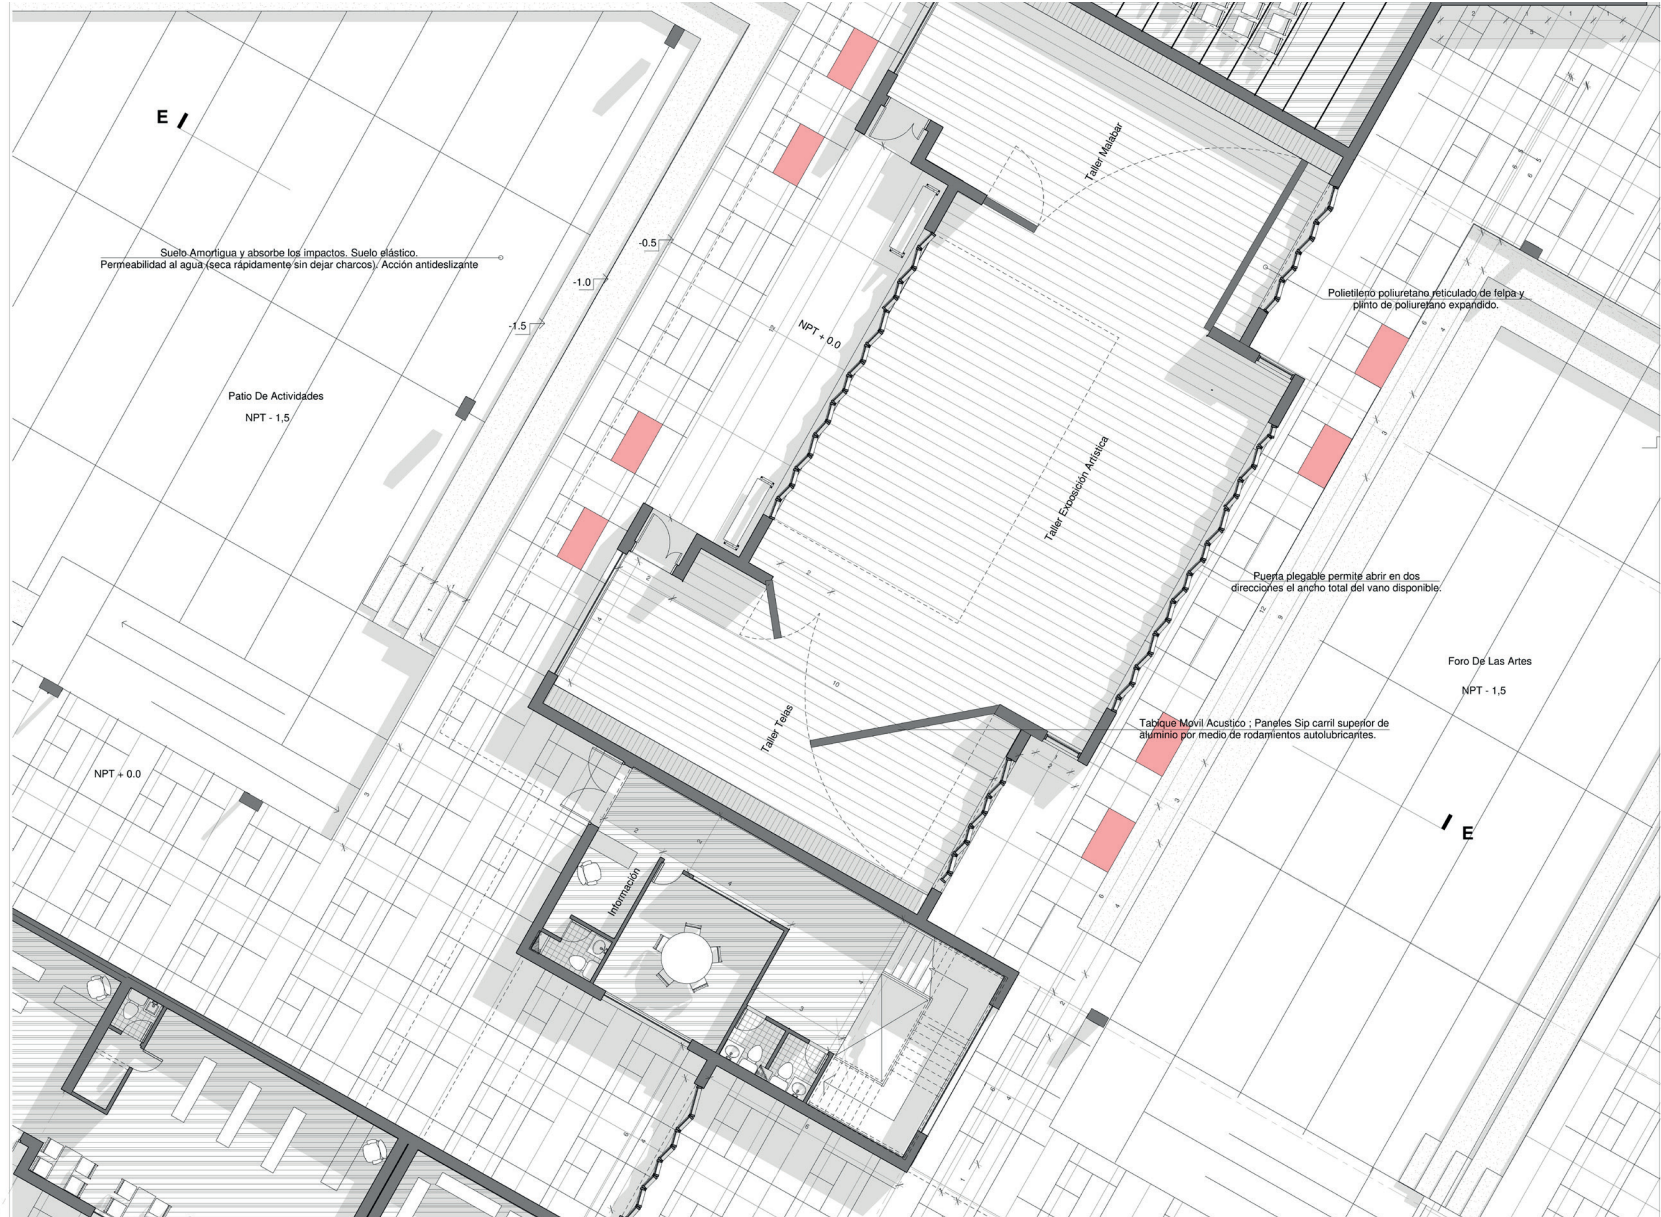 E
Taller Malabar
Suelo Amortigua y absorbe los impactos. Suelo elástico.
Permeabilidad al agua (seca rápidamente sin dejar charcos). Acción antideslizante
-0.5
-1.0
-1.5
NPT + 0.0
Polietileno poliuretano reticulado de felpa y
plinto de poliuretano expandido.
Patio De Actividades
NPT - 1,5
Taller Exposición Artística
Puerta plegable permite abrir en dos
direcciones el ancho total del vano disponible.
Foro De Las Artes
NPT - 1,5
Taller Telas
Tabique Movil Acustico ; Paneles Sip carril superior de
aluminio por medio de rodamientos autolubricantes.
NPT + 0.0
E
Información
10
12
9